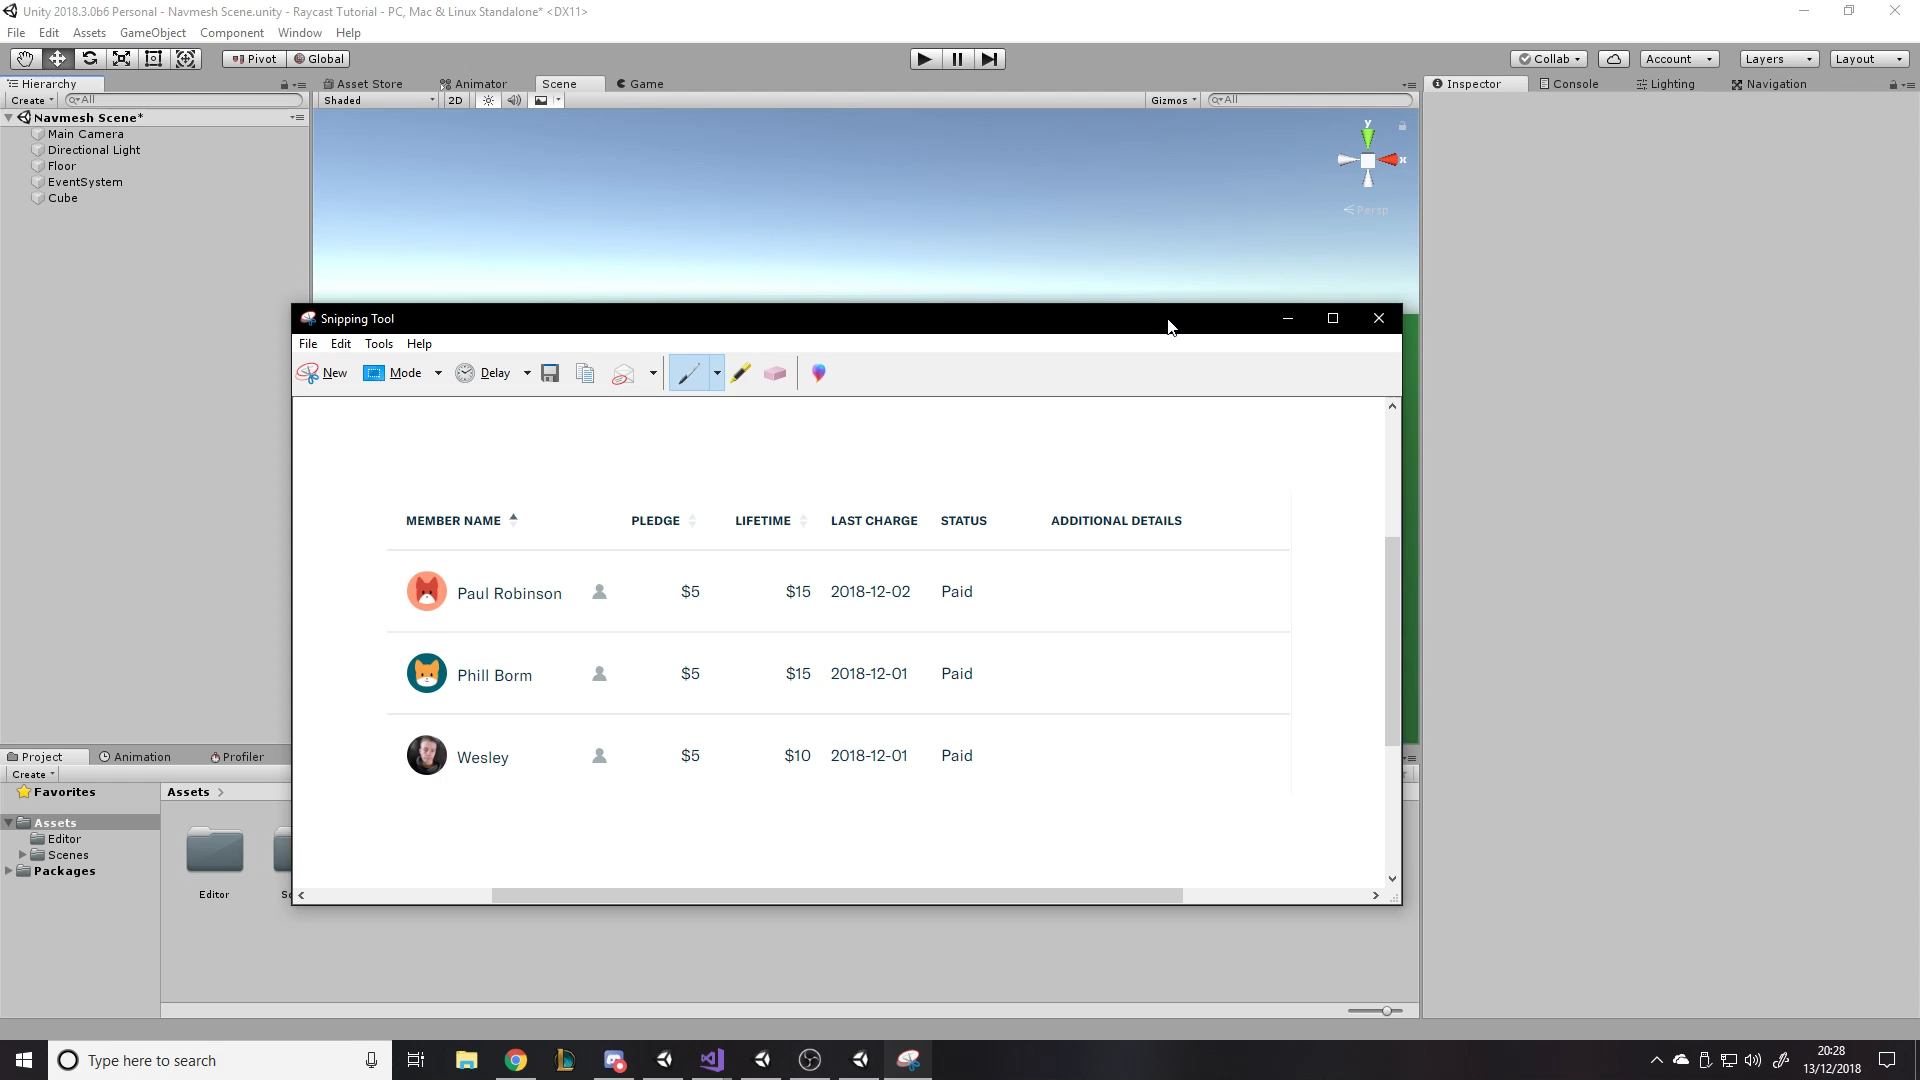 Unity 2018.3.0b6 Personal - Navmesh Scene.unity - Raycast Tutorial - PC, Mac & Linux Standalone* <DX11>
File Edit Assets GameObject Component Window Help
Pivot Global Collab Account Layers Layout
Hierarchy Asset Store Animator Scene Game Inspector Console Lighting Navigation
Create All Shaded 2D Gizmos All
Navmesh Scene*
Main Camera
Directional Light
Floor
EventSystem
Cube
y
x
Persp
Snipping Tool
File Edit Tools Help
New Mode Delay
MEMBER NAME PLEDGE LIFETIME LAST CHARGE STATUS ADDITIONAL DETAILS
Paul Robinson $5 $15 2018-12-02 Paid
Phill Borm $5 $15 2018-12-01 Paid
Wesley $5 $10 2018-12-01 Paid
Project Animation Profiler
Create
Favorites
Assets
Assets
Editor
Scenes
Packages
Editor
Type here to search
20:28
13/12/2018